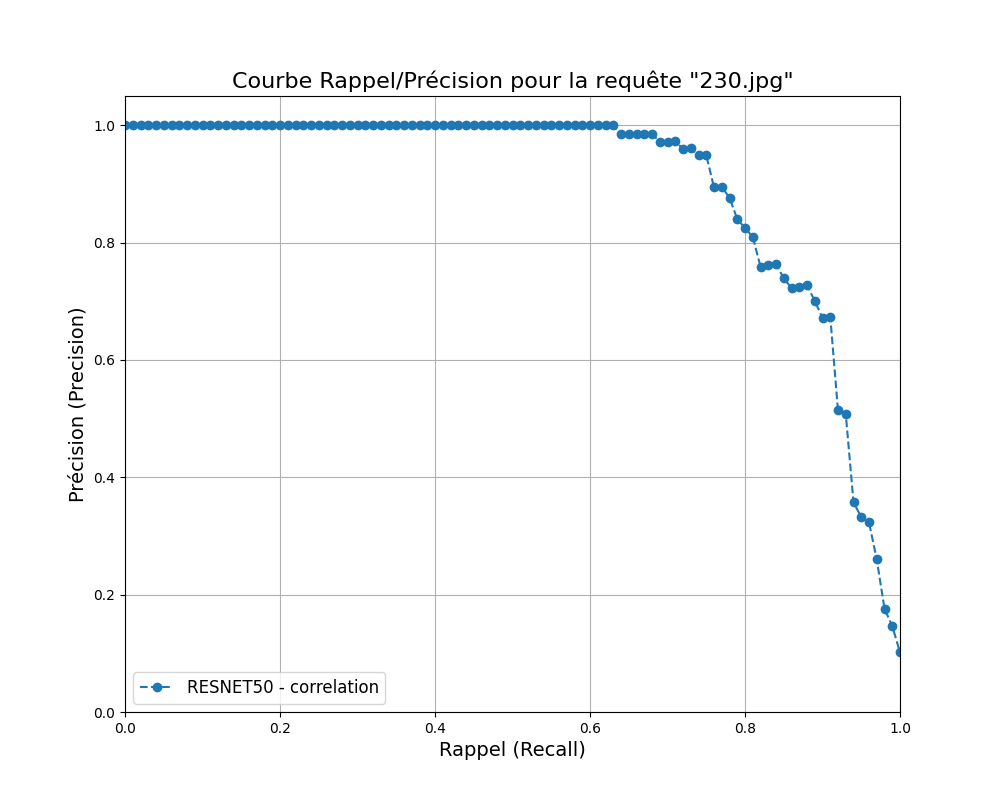 Courbe Rappel/Précision pour la requête "230.jpg"
Précision (Precision)
1.0
0.8
0.6
0.4
0.2
0.0
RESNET50 - correlation
0.0 0.2 0.4 0.6 0.8 1.0
Rappel (Recall)